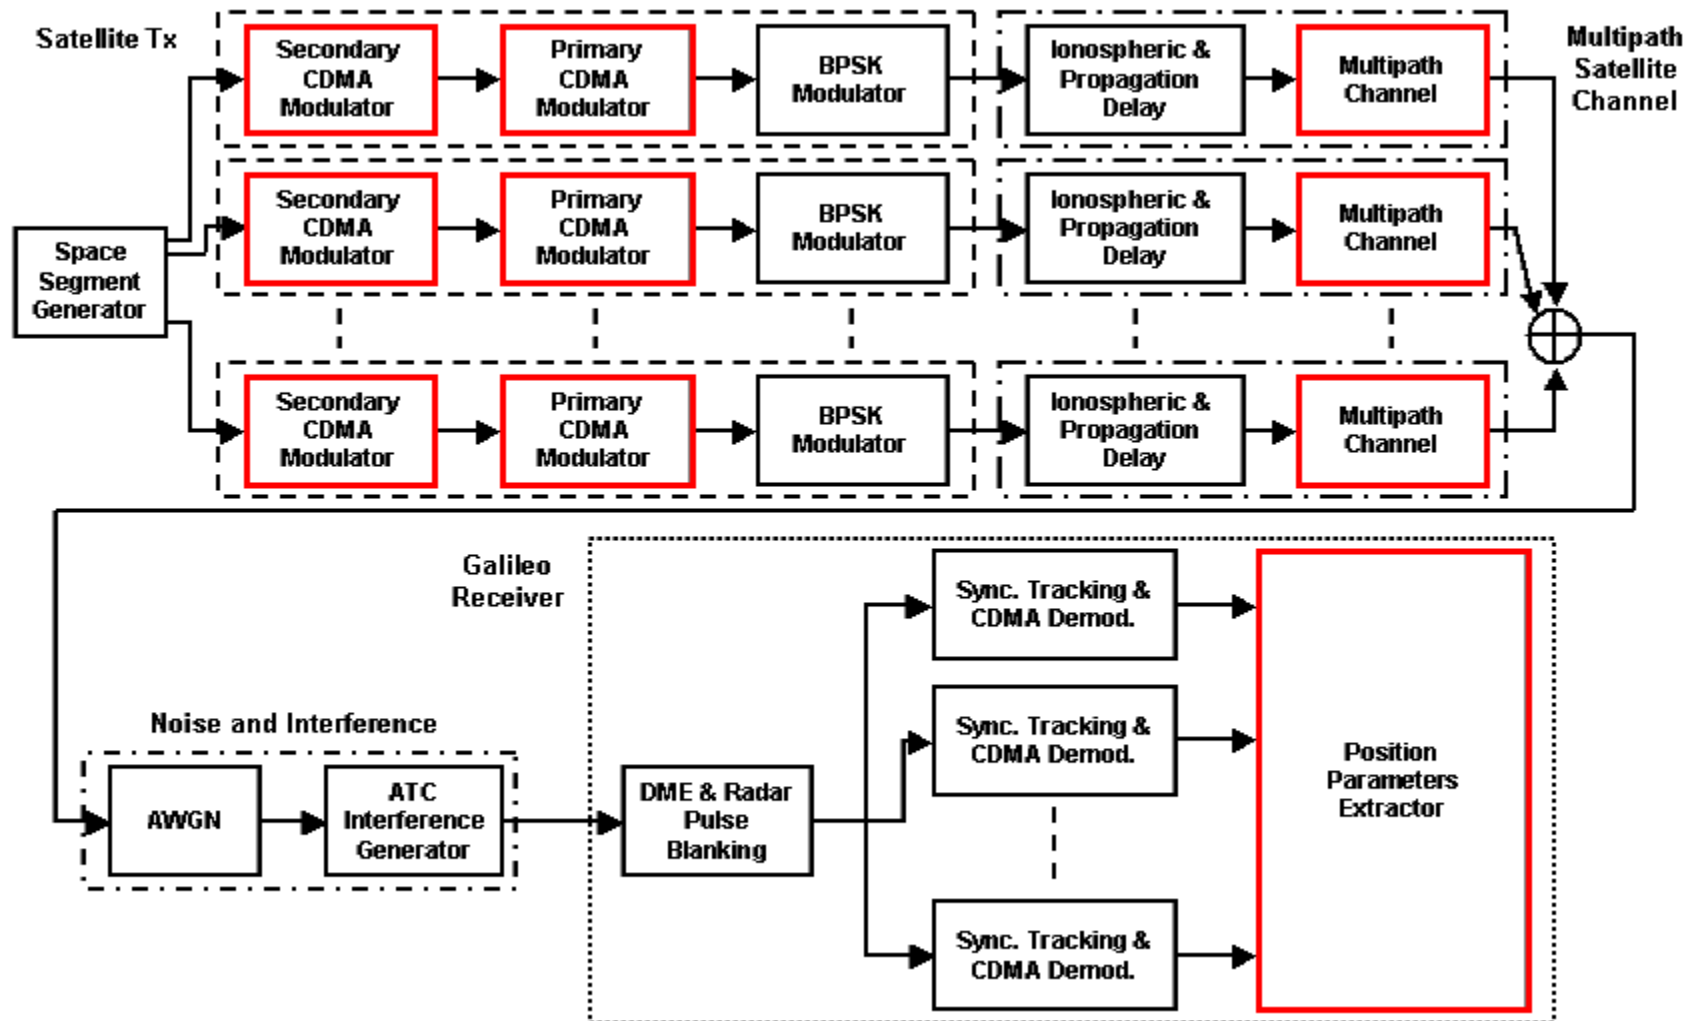 Satellite Tx
Secondary
CDMA
Modulator
Primary
CDMA
Modulator
BPSK
Modulator
Ionospheric &
Propagation
Delay
Multipath
Channel
Multipath
Satellite
Channel
Secondary
CDMA
Modulator
Primary
CDMA
Modulator
BPSK
Modulator
Ionospheric &
Propagation
Delay
Multipath
Channel
Space
Segment
Generator
Secondary
CDMA
Modulator
Primary
CDMA
Modulator
BPSK
Modulator
Ionospheric &
Propagation
Delay
Multipath
Channel
Galileo
Receiver
Sync. Tracking &
CDMA Demod.
Noise and Interference
Sync. Tracking &
CDMA Demod.
Position
Parameters
Extractor
AWGN
ATC
Interference
Generator
DME & Radar
Pulse
Blanking
Sync. Tracking &
CDMA Demod.